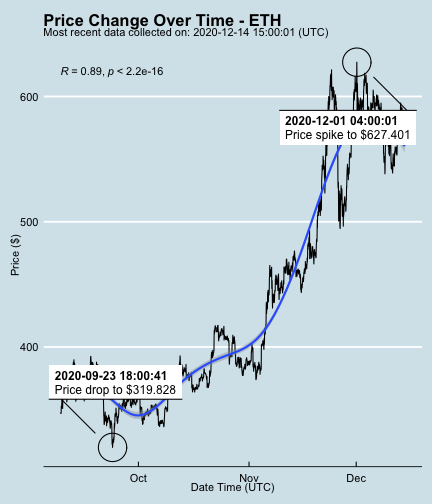 Price Change Over Time - ETH
Most recent data collected on: 2020-12-14 15:00:01 (UTC)
R = 0.89, p < 2.2e-16
600
2020-12-01 04:00:01
Price spike to $627.401
500
Price ($)
400
2020-09-23 18:00:41
Price drop to $319.828
Oct
Nov
Dec
Date Time (UTC)